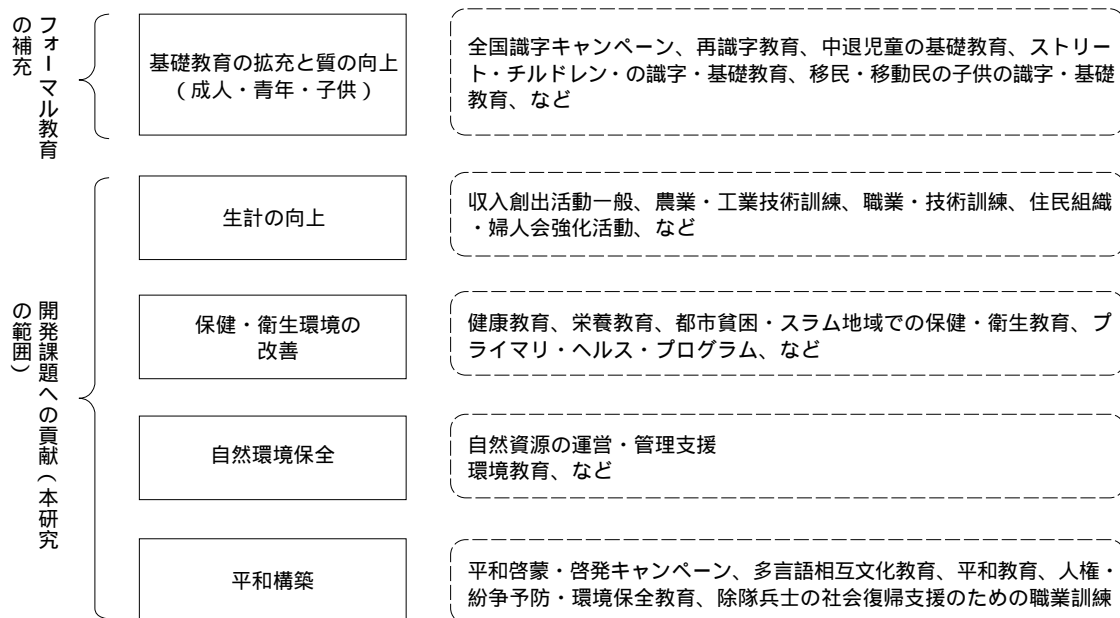 フォーマル教育
の補充
基礎教育の拡充と質の向上
（成人・青年・子供）
全国識字キャンペーン、再識字教育、中退児童の基礎教育、ストリー
ト・チルドレン・の識字・基礎教育、移民・移動民の子供の識字・基礎
教育、など
開発課題への貢献（本研究
の範囲）
生計の向上
収入創出活動一般、農業・工業技術訓練、職業・技術訓練、住民組織
・婦人会強化活動、など
保健・衛生環境の
改善
健康教育、栄養教育、都市貧困・スラム地域での保健・衛生教育、プ
ライマリ・ヘルス・プログラム、など
自然環境保全
自然資源の運営・管理支援
環境教育、など
平和構築
平和啓蒙・啓発キャンペーン、多言語相互文化教育、平和教育、人権・
紛争予防・環境保全教育、除隊兵士の社会復帰支援のための職業訓練